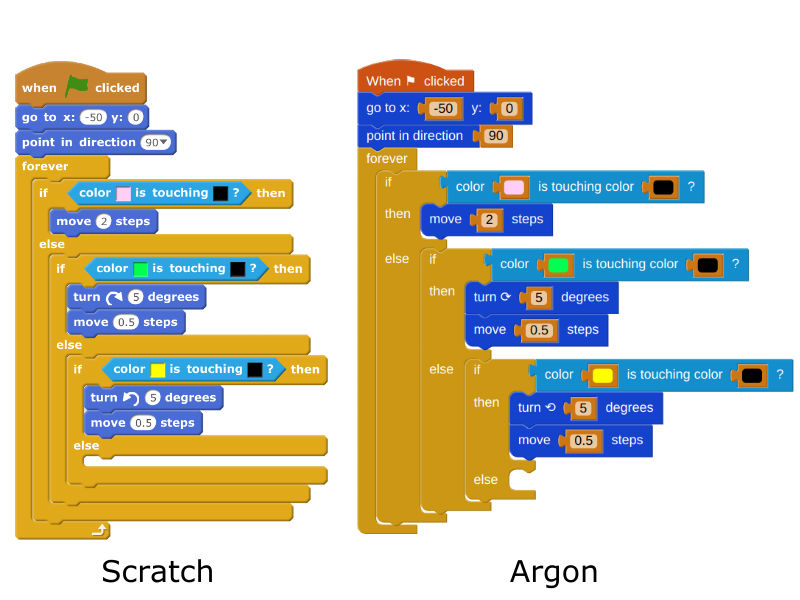 when clicked
go to x: -50 y: 0
point in direction 90▾
forever
if color is touching ? then
move 2 steps
else
if color is touching ? then
turn ↻ 5 degrees
move 0.5 steps
else
if color is touching ? then
turn ↺ 5 degrees
move 0.5 steps
else
Scratch
When ⚑ clicked
go to x: -50 y: 0
point in direction 90
forever
if color is touching color ?
then move 2 steps
else if color is touching color ?
then turn ⟳ 5 degrees
move 0.5 steps
else if color is touching color ?
then turn ⟲ 5 degrees
move 0.5 steps
else
Argon